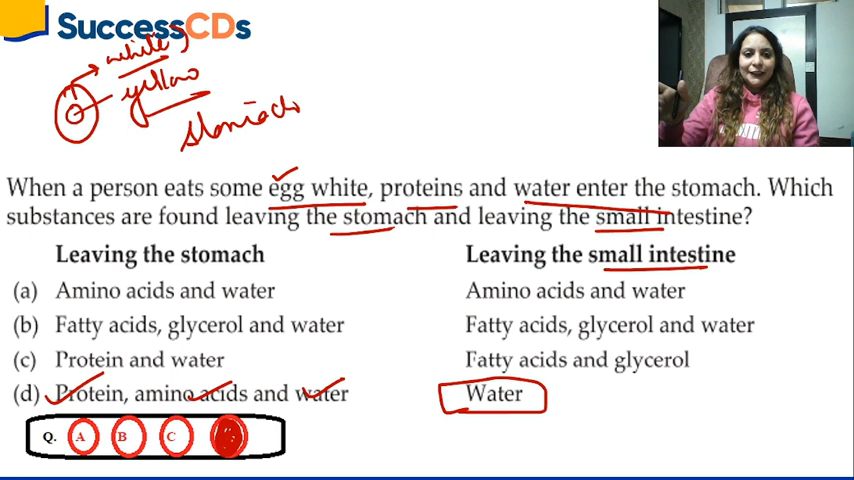 SuccessCDs
white
yellow
stomach
When a person eats some egg white, proteins and water enter the stomach. Which
substances are found leaving the stomach and leaving the small intestine?
Leaving the stomach Leaving the small intestine
(a) Amino acids and water Amino acids and water
(b) Fatty acids, glycerol and water Fatty acids, glycerol and water
(c) Protein and water Fatty acids and glycerol
(d) Protein, amino acids and water Water
Q. A B C